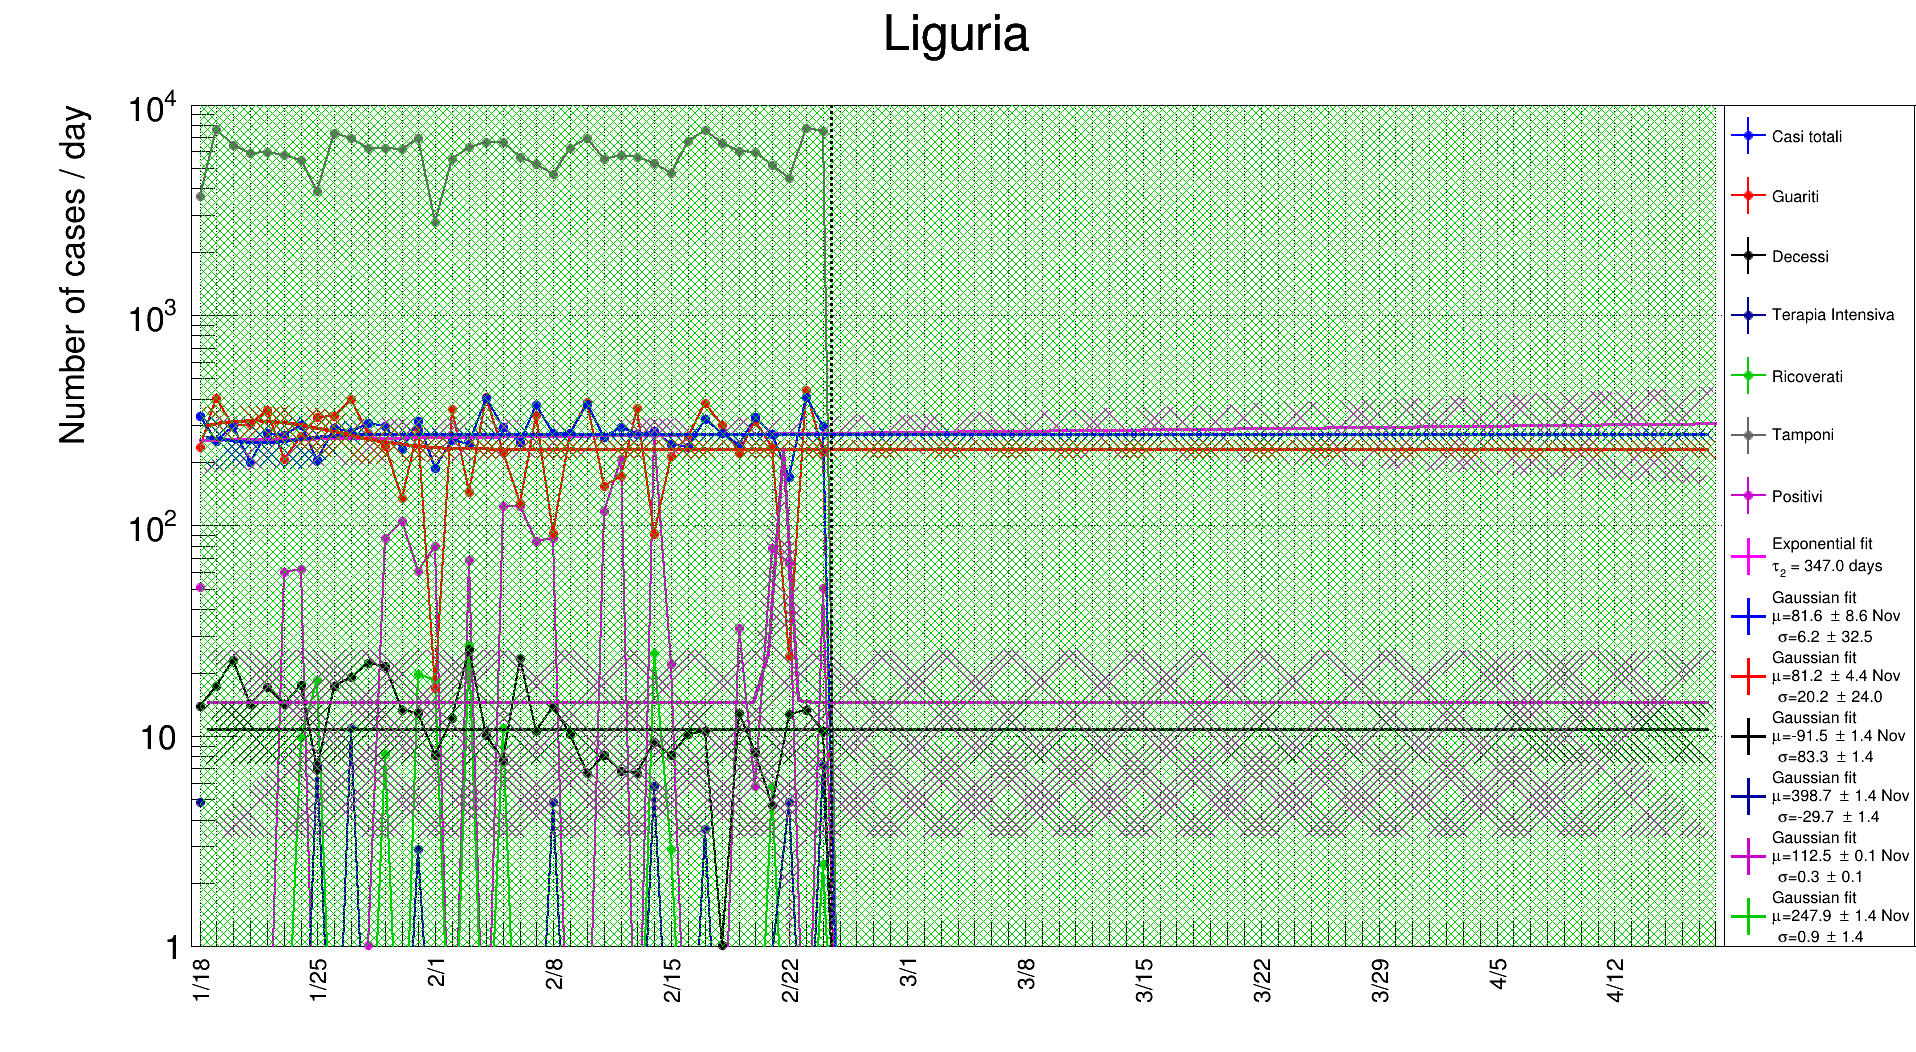 Liguria
Number of cases / day
10^4
10^3
10^2
10
1
1/18
1/25
2/1
2/8
2/15
2/22
3/1
3/8
3/15
3/22
3/29
4/5
4/12
Casi totali
Guariti
Decessi
Terapia Intensiva
Ricoverati
Tamponi
Positivi
Exponential fit
τ2 = 347.0 days
Gaussian fit
μ=81.6 ± 8.6 Nov
σ=6.2 ± 32.5
Gaussian fit
μ=81.2 ± 4.4 Nov
σ=20.2 ± 24.0
Gaussian fit
μ=-91.5 ± 1.4 Nov
σ=83.3 ± 1.4
Gaussian fit
μ=398.7 ± 1.4 Nov
σ=-29.7 ± 1.4
Gaussian fit
μ=112.5 ± 0.1 Nov
σ=0.3 ± 0.1
Gaussian fit
μ=247.9 ± 1.4 Nov
σ=0.9 ± 1.4